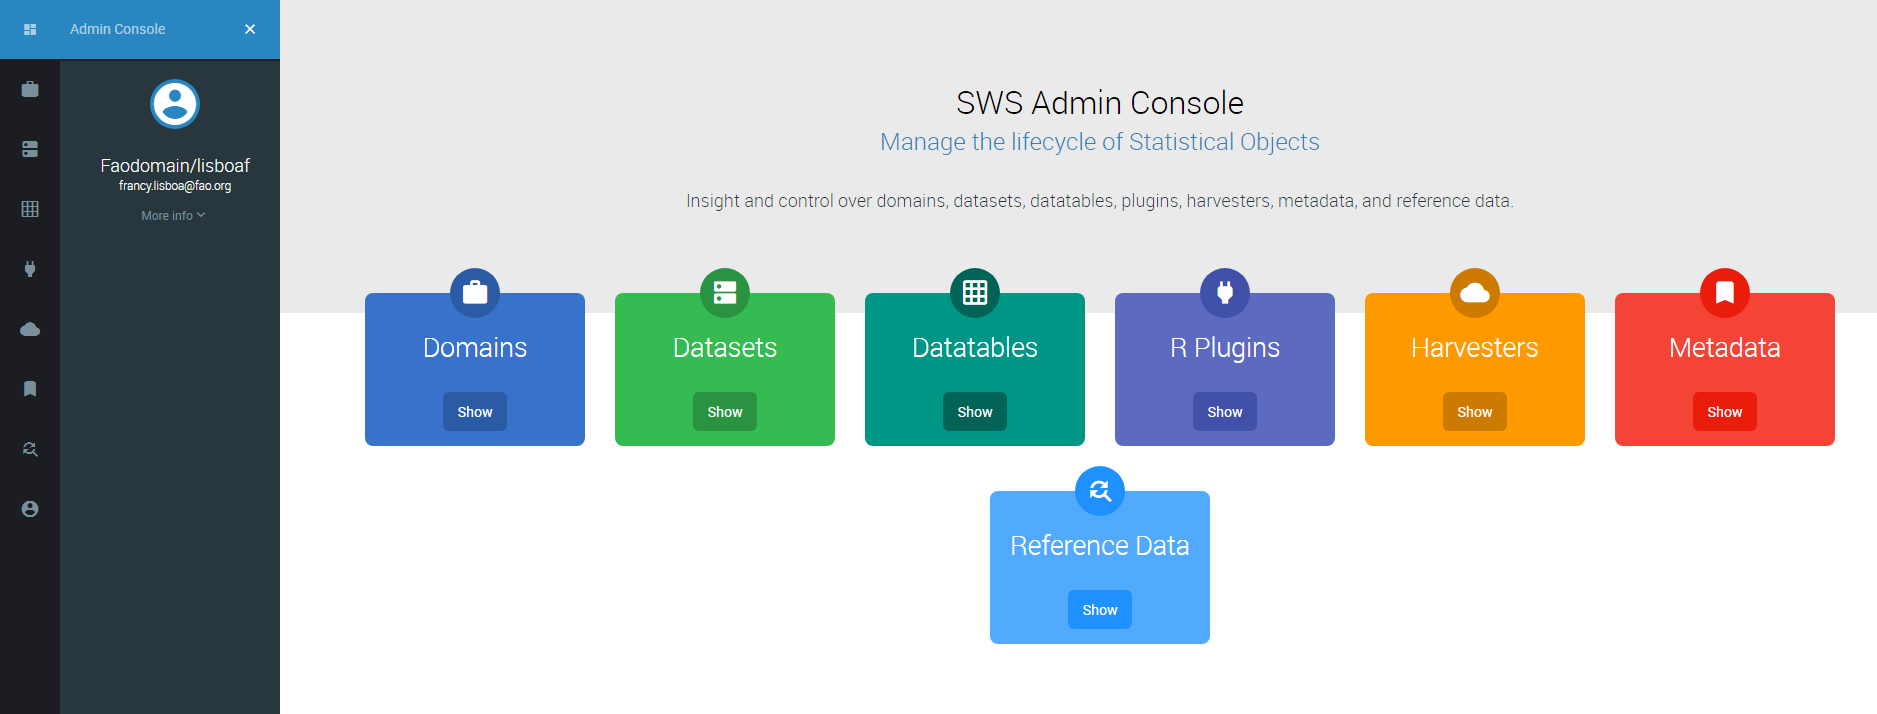 Admin Console
Faodomain/lisboaf
francy.lisboa@fao.org
More info
SWS Admin Console
Manage the lifecycle of Statistical Objects
Insight and control over domains, datasets, datatables, plugins, harvesters, metadata, and reference data.
Domains
Show
Datasets
Show
Datatables
Show
R Plugins
Show
Harvesters
Show
Metadata
Show
Reference Data
Show